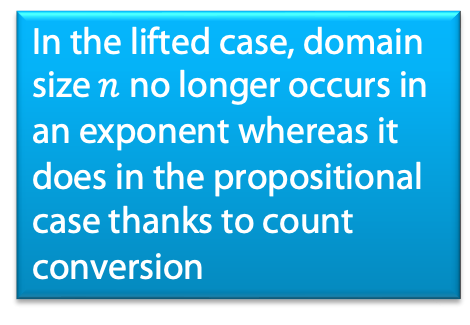 In the lifted case, domain
size n no longer occurs in
an exponent whereas it
does in the propositional
case thanks to count
conversion